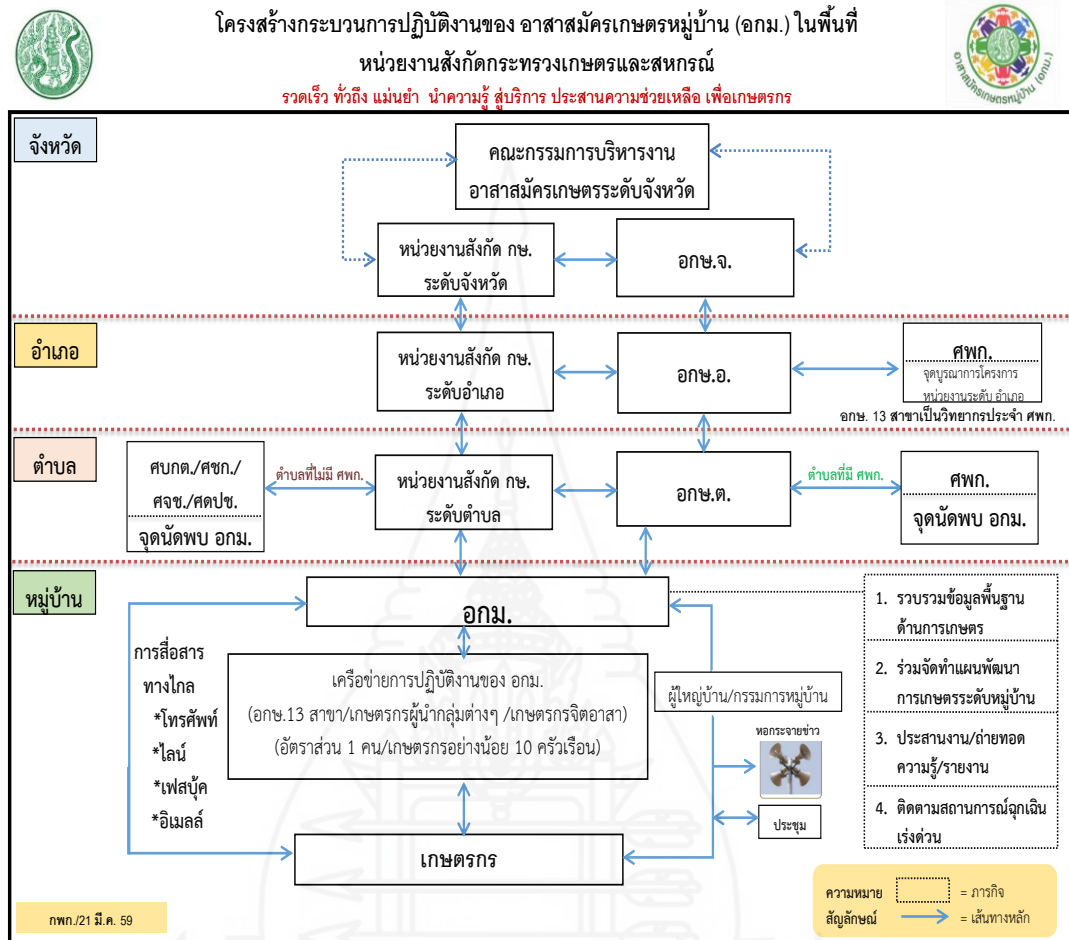 โครงสร้างกระบวนการปฏิบัติงานของ อาสาสมัครเกษตรหมู่บ้าน (อกม.) ในพื้นที่
หน่วยงานสังกัดกระทรวงเกษตรและสหกรณ์
รวดเร็ว ทั่วถึง แม่นยำ นำความรู้ สู่บริการ ประสานความช่วยเหลือ เพื่อเกษตรกร
อาสาสมัครเกษตรหมู่บ้าน (อกม.)
จังหวัด
คณะกรรมการบริหารงาน
อาสาสมัครเกษตรระดับจังหวัด
หน่วยงานสังกัด กษ.
ระดับจังหวัด
อกษ.จ.
อำเภอ
หน่วยงานสังกัด กษ.
ระดับอำเภอ
อกษ.อ.
ศพก.
จุดบูรณาการโครงการ
หน่วยงานระดับ อำเภอ
อกษ. 13 สาขาเป็นวิทยากรประจำ ศพก.
ตำบล
ศบกต./ศชก./
ศจช./ศดปช.
จุดนัดพบ อกม.
ตำบลที่ไม่มี ศพก.
หน่วยงานสังกัด กษ.
ระดับตำบล
อกษ.ต.
ตำบลที่มี ศพก.
ศพก.
จุดนัดพบ อกม.
หมู่บ้าน
อกม.
การสื่อสาร
ทางไกล
*โทรศัพท์
*ไลน์
*เฟสบุ้ค
*อิเมลล์
เครือข่ายการปฏิบัติงานของ อกม.
(อกษ.13 สาขา/เกษตรกรผู้นำกลุ่มต่างๆ /เกษตรกรจิตอาสา)
(อัตราส่วน 1 คน/เกษตรกรอย่างน้อย 10 ครัวเรือน)
เกษตรกร
ผู้ใหญ่บ้าน/กรรมการหมู่บ้าน
หอกระจายข่าว
ประชุม
1. รวบรวมข้อมูลพื้นฐาน
ด้านการเกษตร
2. ร่วมจัดทำแผนพัฒนา
การเกษตรระดับหมู่บ้าน
3. ประสานงาน/ถ่ายทอด
ความรู้/รายงาน
4. ติดตามสถานการณ์ฉุกเฉิน
เร่งด่วน
ความหมาย = ภารกิจ
สัญลักษณ์ = เส้นทางหลัก
กพก./21 มี.ค. 59